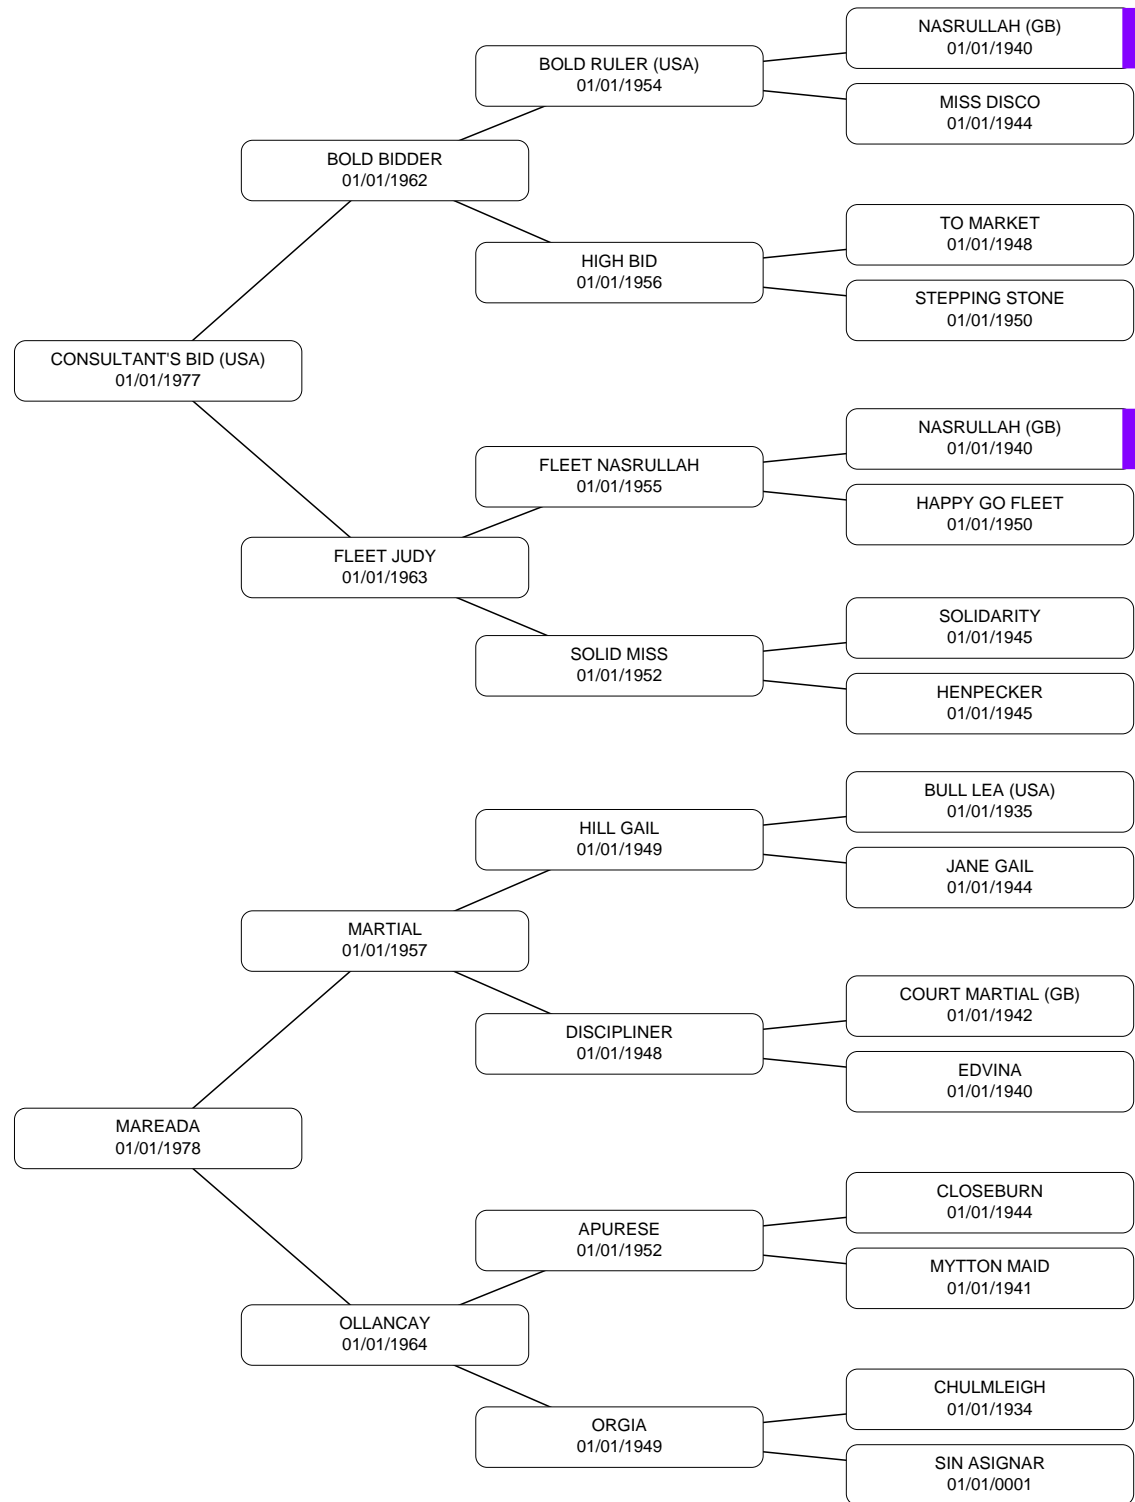 NASRULLAH (GB)
01/01/1940
BOLD RULER (USA)
01/01/1954
MISS DISCO
01/01/1944
BOLD BIDDER
01/01/1962
TO MARKET
01/01/1948
HIGH BID
01/01/1956
STEPPING STONE
01/01/1950
CONSULTANT'S BID (USA)
01/01/1977
NASRULLAH (GB)
01/01/1940
FLEET NASRULLAH
01/01/1955
HAPPY GO FLEET
01/01/1950
FLEET JUDY
01/01/1963
SOLIDARITY
01/01/1945
SOLID MISS
01/01/1952
HENPECKER
01/01/1945
BULL LEA (USA)
01/01/1935
HILL GAIL
01/01/1949
JANE GAIL
01/01/1944
MARTIAL
01/01/1957
COURT MARTIAL (GB)
01/01/1942
DISCIPLINER
01/01/1948
EDVINA
01/01/1940
MAREADA
01/01/1978
CLOSEBURN
01/01/1944
APURESE
01/01/1952
MYTTON MAID
01/01/1941
OLLANCAY
01/01/1964
CHULMLEIGH
01/01/1934
ORGIA
01/01/1949
SIN ASIGNAR
01/01/0001